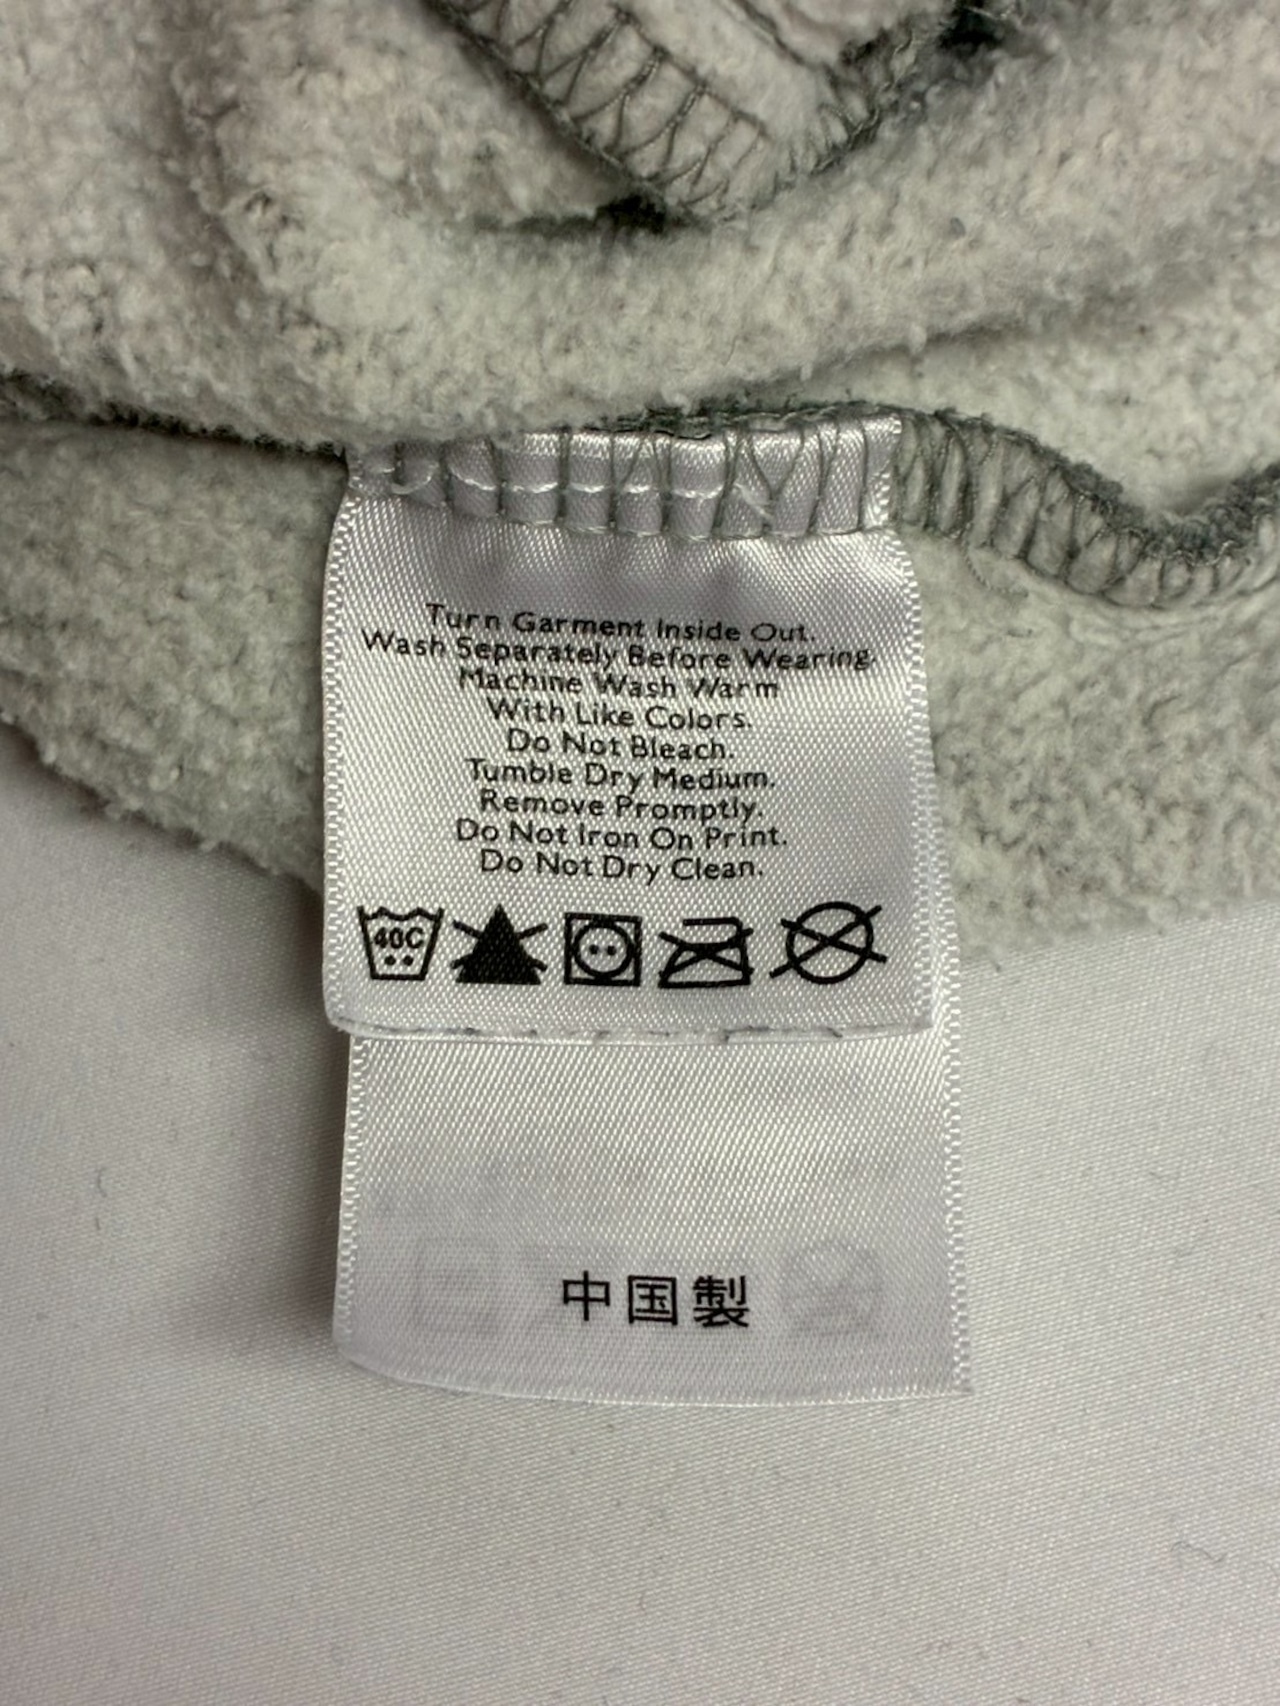 Turn Garment Inside Out.
Wash Separately Before Wearing.
Machine Wash Warm
With Like Colors.
Do Not Bleach.
Tumble Dry Medium.
Remove Promptly.
Do Not Iron On Print.
Do Not Dry Clean.
40C
中国製